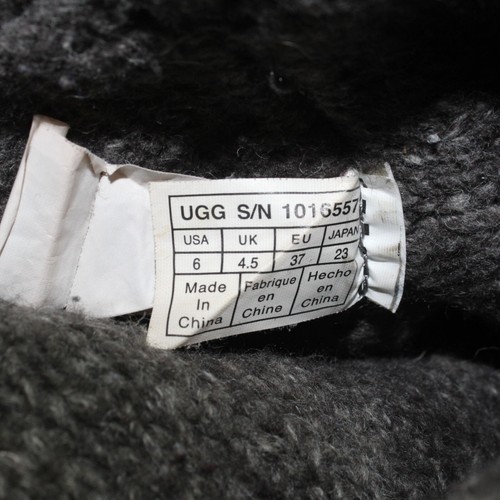 UGG S/N 1016557
USA UK EU JAPAN
6 4.5 37 23
Made Fabrique Hecho
In en en
China Chine China